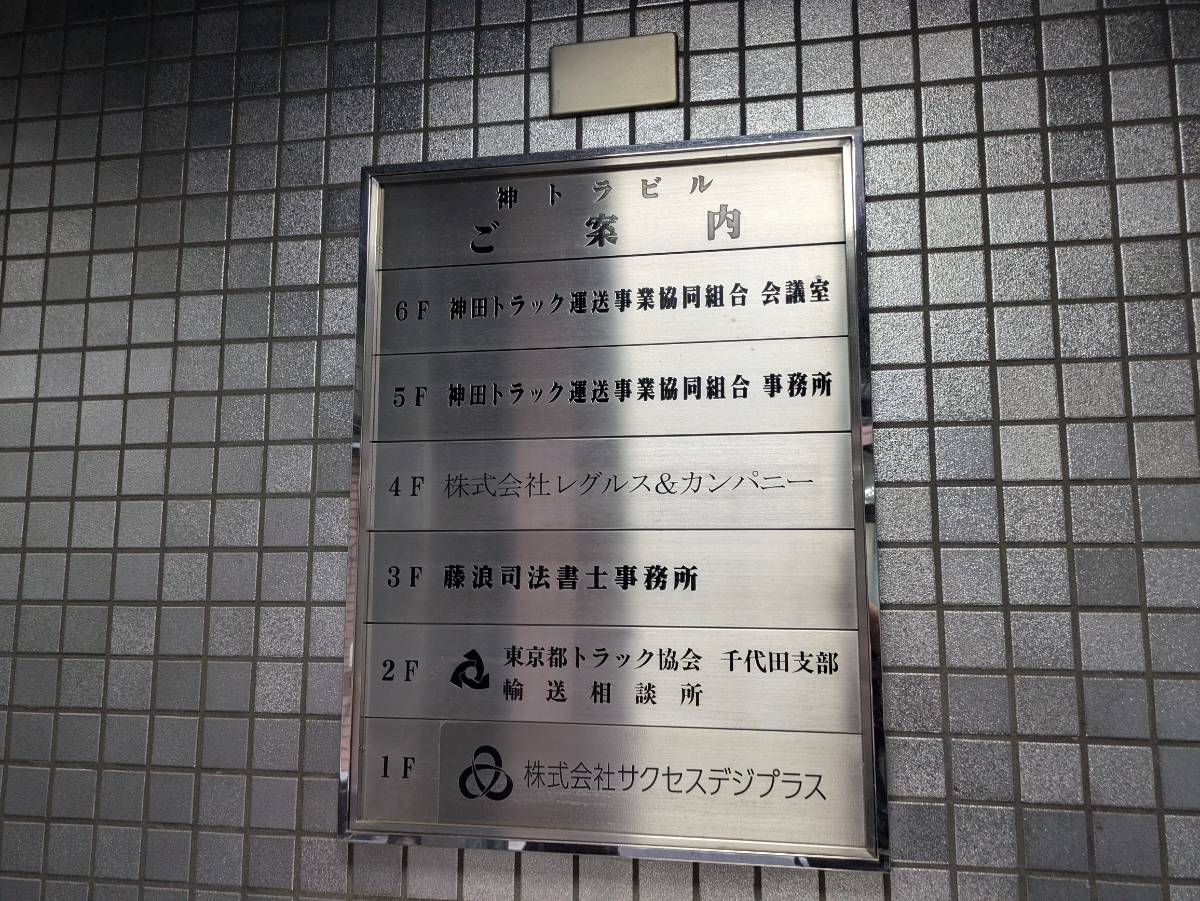 神トラビル
ご案内
6F 神田トラック運送事業協同組合 会議室
5F 神田トラック運送事業協同組合 事務所
4F 株式会社レグルス&カンパニー
3F 藤浪司法書士事務所
2F 東京都トラック協会 千代田支部
輸送相談所
1F 株式会社サクセスデジプラス